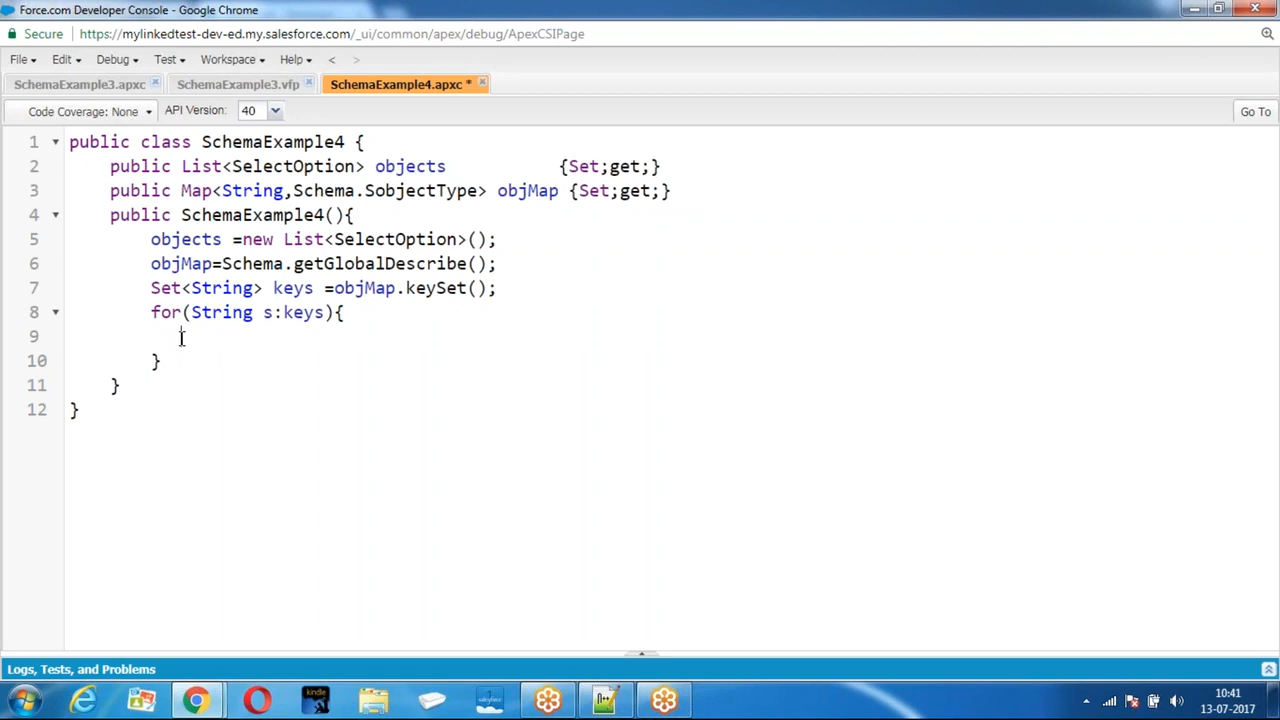 Force.com Developer Console - Google Chrome
Secure https://mylinkedtest-dev-ed.my.salesforce.com/_ui/common/apex/debug/ApexCSIPage
File Edit Debug Test Workspace Help < >
SchemaExample3.apxc SchemaExample3.vfp SchemaExample4.apxc *
Code Coverage: None API Version: 40 Go To
1 public class SchemaExample4 {
2 public List<SelectOption> objects {Set;get;}
3 public Map<String,Schema.SobjectType> objMap {Set;get;}
4 public SchemaExample4(){
5 objects =new List<SelectOption>();
6 objMap=Schema.getGlobalDescribe();
7 Set<String> keys =objMap.keySet();
8 for(String s:keys){
9
10 }
11 }
12 }
Logs, Tests, and Problems
kindle
10:41
13-07-2017